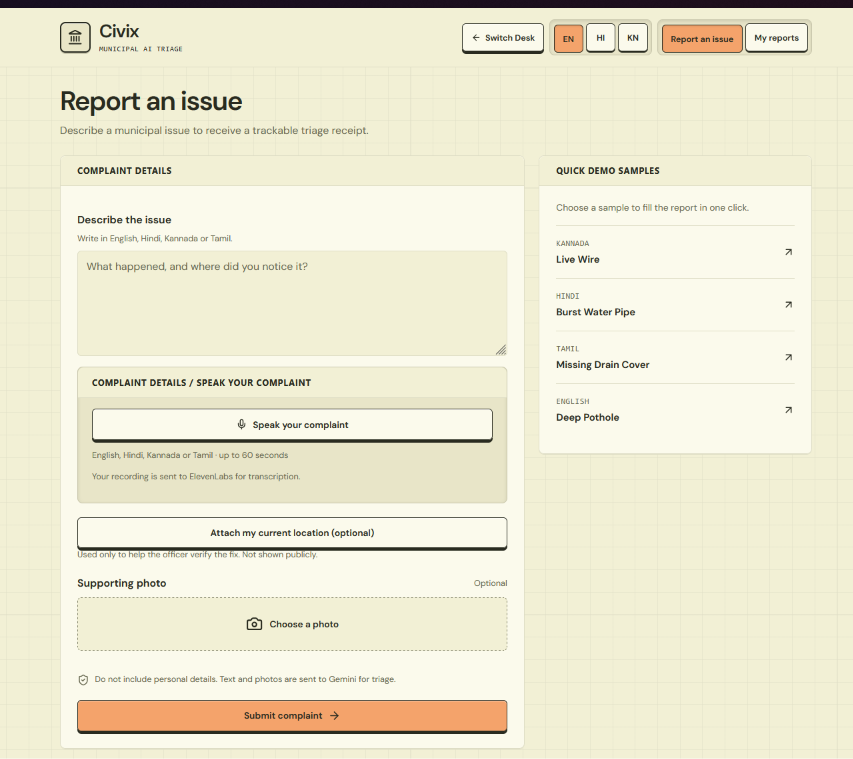 Civix
MUNICIPAL AI TRIAGE
Switch Desk
EN
HI
KN
Report an issue
My reports
Report an issue
Describe a municipal issue to receive a trackable triage receipt.
COMPLAINT DETAILS
Describe the issue
Write in English, Hindi, Kannada or Tamil.
What happened, and where did you notice it?
COMPLAINT DETAILS / SPEAK YOUR COMPLAINT
Speak your complaint
English, Hindi, Kannada or Tamil · up to 60 seconds
Your recording is sent to ElevenLabs for transcription.
Attach my current location (optional)
Used only to help the officer verify the fix. Not shown publicly.
Supporting photo
Optional
Choose a photo
Do not include personal details. Text and photos are sent to Gemini for triage.
Submit complaint
QUICK DEMO SAMPLES
Choose a sample to fill the report in one click.
KANNADA
Live Wire
HINDI
Burst Water Pipe
TAMIL
Missing Drain Cover
ENGLISH
Deep Pothole